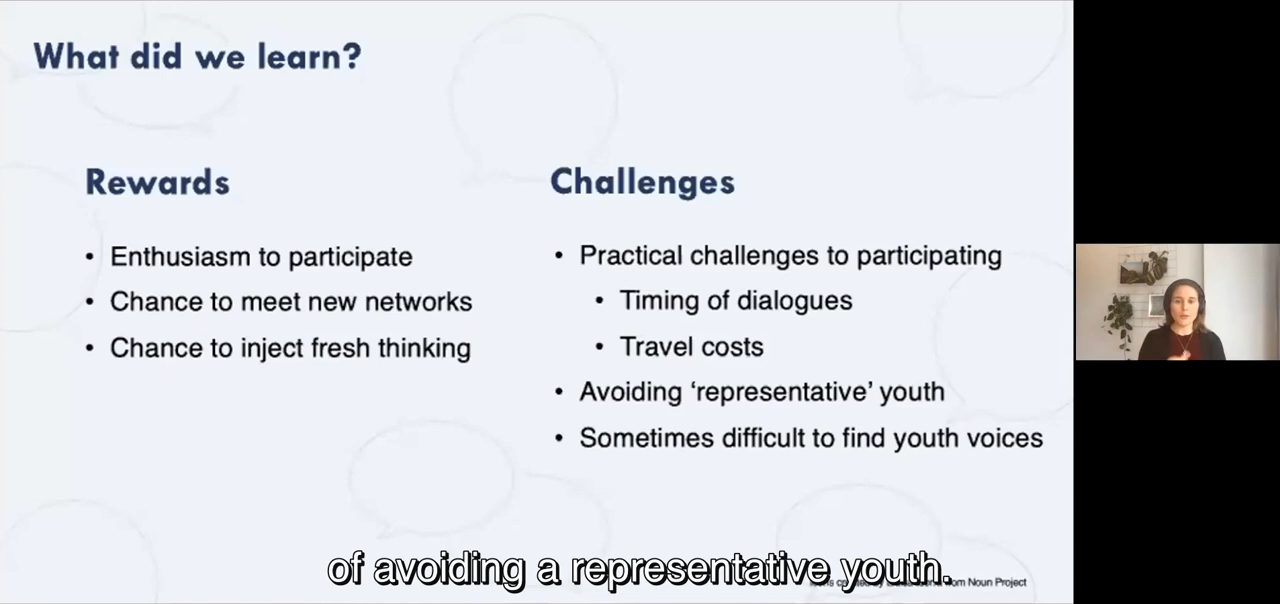 What did we learn?
Rewards
• Enthusiasm to participate
• Chance to meet new networks
• Chance to inject fresh thinking
Challenges
• Practical challenges to participating
• Timing of dialogues
• Travel costs
• Avoiding ‘representative’ youth
• Sometimes difficult to find youth voices
of avoiding a representative youth.
from Noun Project